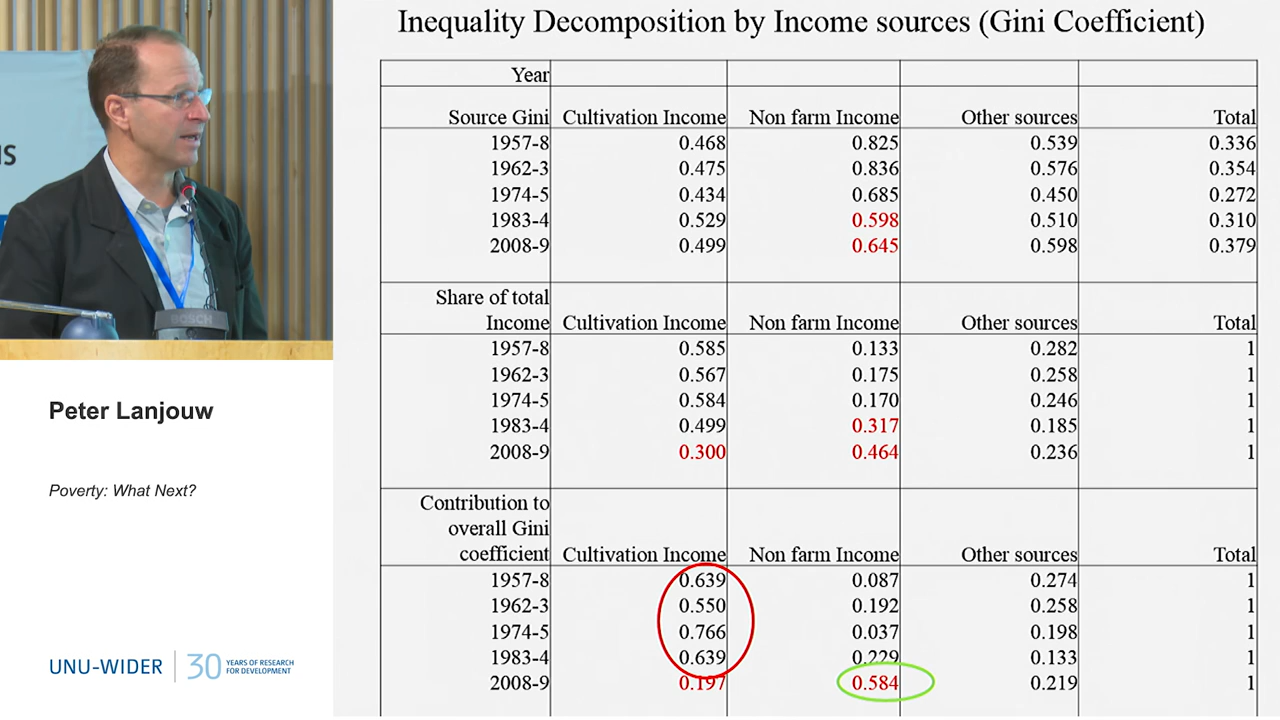 Inequality Decomposition by Income sources (Gini Coefficient)
Year
Source Gini Cultivation Income Non farm Income Other sources Total
1957-8 0.468 0.825 0.539 0.336
1962-3 0.475 0.836 0.576 0.354
1974-5 0.434 0.685 0.450 0.272
1983-4 0.529 0.598 0.510 0.310
2008-9 0.499 0.645 0.598 0.379
Share of total
Income Cultivation Income Non farm Income Other sources Total
1957-8 0.585 0.133 0.282 1
1962-3 0.567 0.175 0.258 1
1974-5 0.584 0.170 0.246 1
1983-4 0.499 0.317 0.185 1
2008-9 0.300 0.464 0.236 1
Contribution to
overall Gini
coefficient Cultivation Income Non farm Income Other sources Total
1957-8 0.639 0.087 0.274 1
1962-3 0.550 0.192 0.258 1
1974-5 0.766 0.037 0.198 1
1983-4 0.639 0.229 0.133 1
2008-9 0.197 0.584 0.219 1
IS
BOSCH
Peter Lanjouw
Poverty: What Next?
UNU-WIDER
30 YEARS OF RESEARCH
FOR DEVELOPMENT